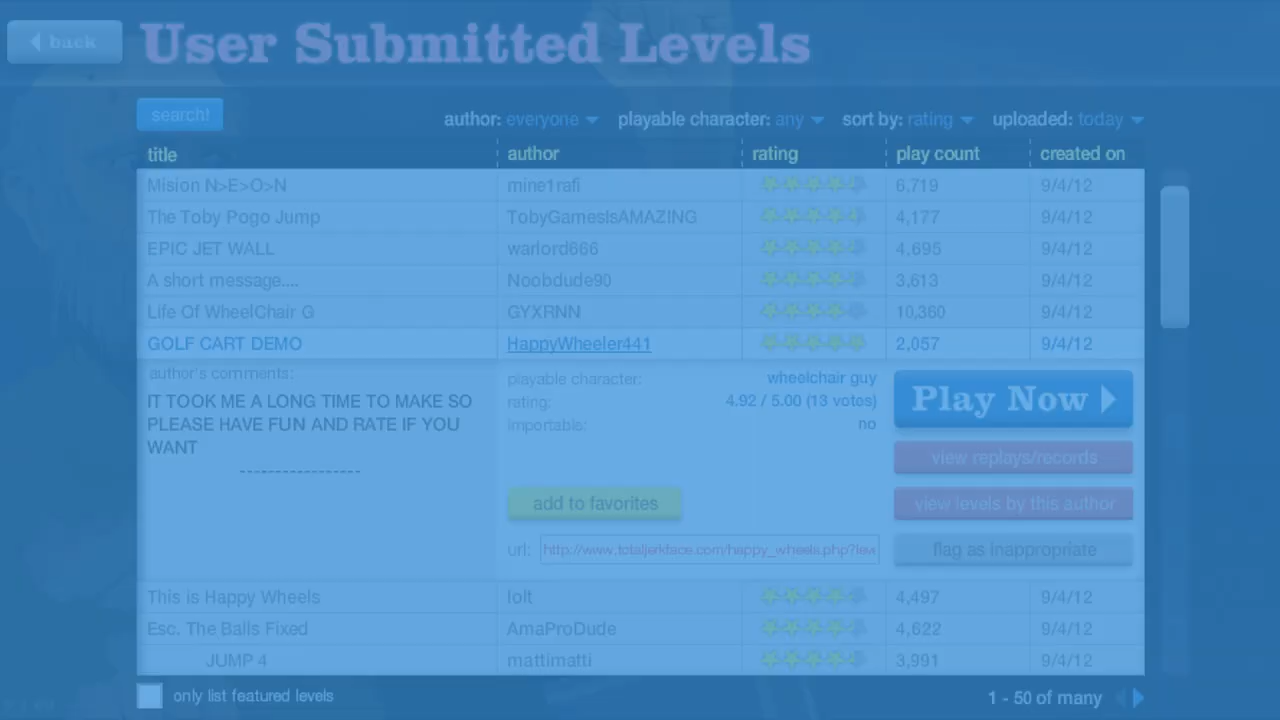 back
User Submitted Levels
search!
author: everyone playable character: any sort by: rating uploaded: today
title author rating play count created on
Mision N>E>O>N mine1rafi 6,719 9/4/12
The Toby Pogo Jump TobyGamesIsAMAZING 4,177 9/4/12
EPIC JET WALL warlord666 4,695 9/4/12
A short message.... Noobdude90 3,613 9/4/12
Life Of WheelChair G GYXRNN 10,360 9/4/12
GOLF CART DEMO HappyWheeler441 2,057 9/4/12
author's comments:
IT TOOK ME A LONG TIME TO MAKE SO
PLEASE HAVE FUN AND RATE IF YOU
WANT
----------------
playable character: wheelchair guy
rating: 4.92 / 5.00 (13 votes)
importable: no
add to favorites
url: http://www.totaljerkface.com/happy_wheels.php?lev
Play Now
view replays/records
view levels by this author
flag as inappropriate
This is Happy Wheels lolt 4,497 9/4/12
Esc. The Balls Fixed AmaProDude 4,622 9/4/12
JUMP 4 mattimatti 3,991 9/4/12
only list featured levels
1 - 50 of many